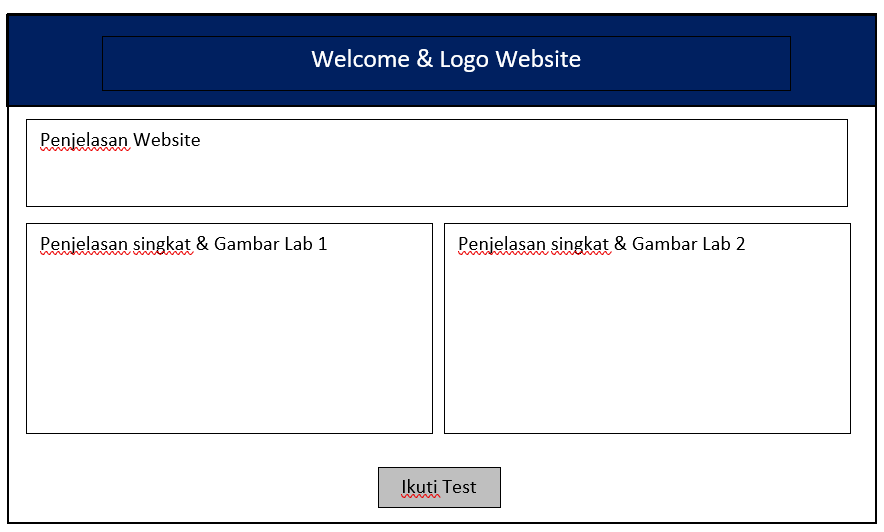 Welcome & Logo Website
Penjelasan Website
Penjelasan singkat & Gambar Lab 1
Penjelasan singkat & Gambar Lab 2
Ikuti Test